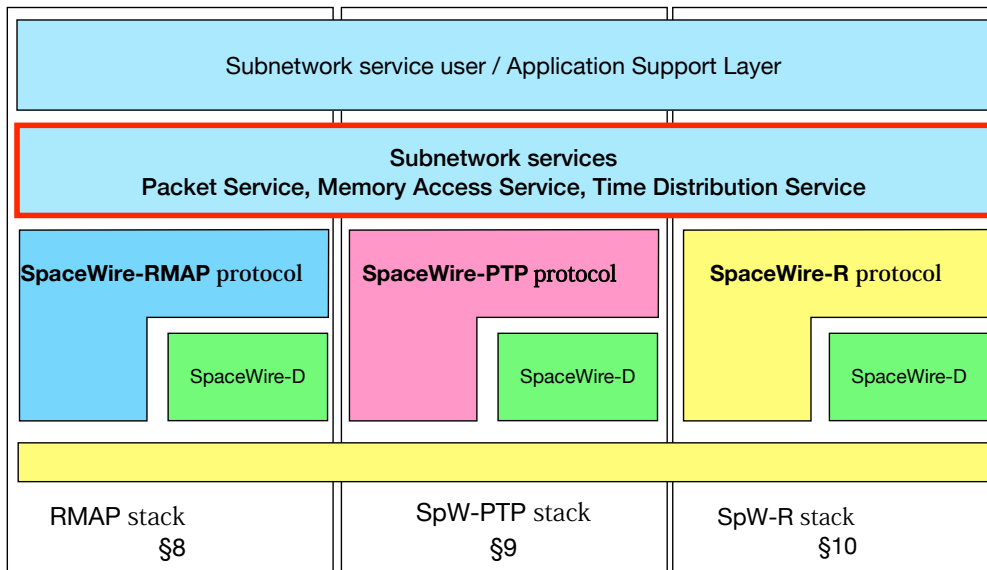 Subnetwork service user / Application Support Layer
Subnetwork services
Packet Service, Memory Access Service, Time Distribution Service
SpaceWire-RMAP protocol
SpaceWire-PTP protocol
SpaceWire-R protocol
SpaceWire-D
SpaceWire-D
SpaceWire-D
RMAP stack
§8
SpW-PTP stack
§9
SpW-R stack
§10